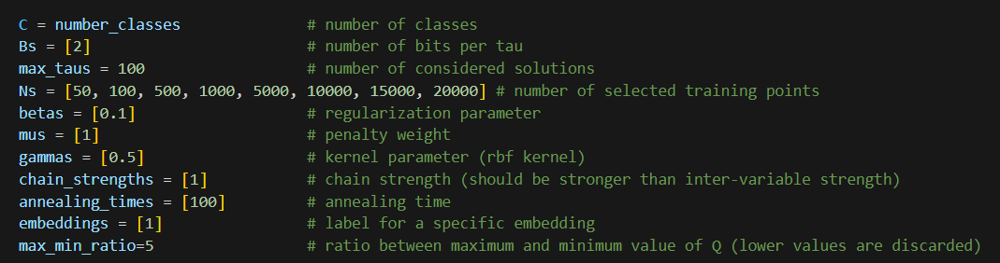 C = number_classes # number of classes
Bs = [2] # number of bits per tau
max_taus = 100 # number of considered solutions
Ns = [50, 100, 500, 1000, 5000, 10000, 15000, 20000] # number of selected training points
betas = [0.1] # regularization parameter
mus = [1] # penalty weight
gammas = [0.5] # kernel parameter (rbf kernel)
chain_strengths = [1] # chain strength (should be stronger than inter-variable strength)
annealing_times = [100] # annealing time
embeddings = [1] # label for a specific embedding
max_min_ratio=5 # ratio between maximum and minimum value of Q (lower values are discarded)